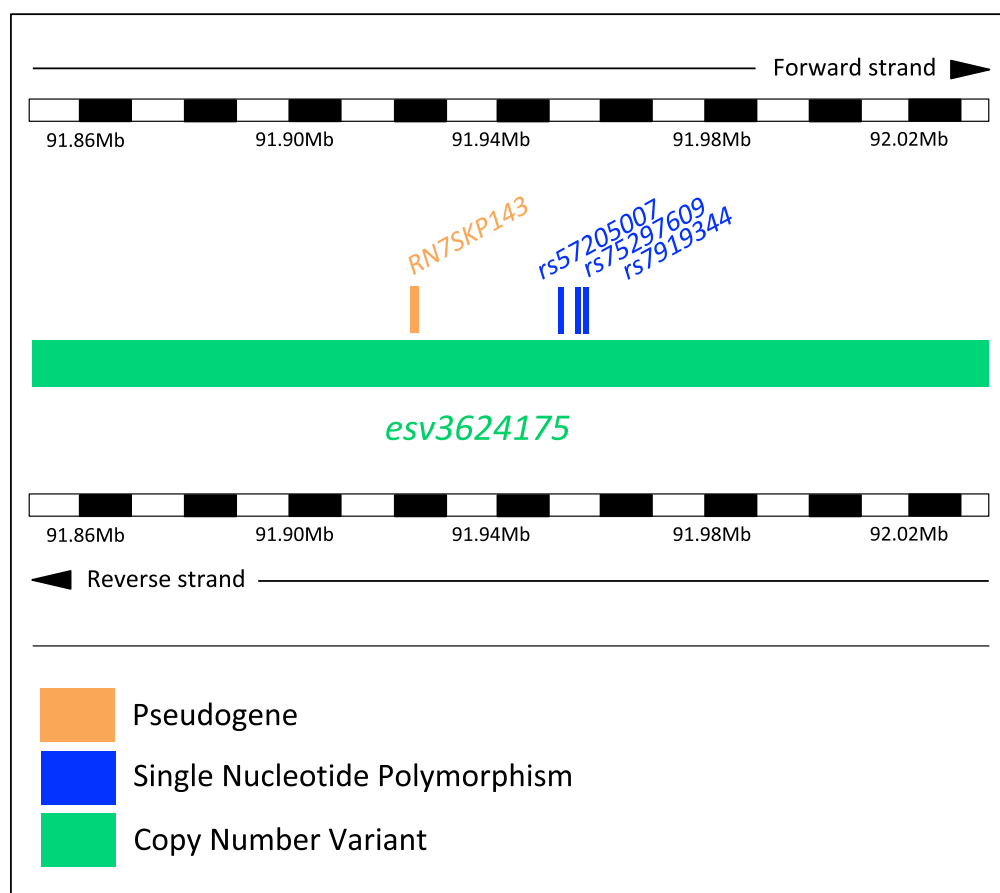 Forward strand
91.86Mb 91.90Mb 91.94Mb 91.98Mb 92.02Mb
RN7SKP143
rs57205007
rs75297609
rs7919344
esv3624175
91.86Mb 91.90Mb 91.94Mb 91.98Mb 92.02Mb
Reverse strand
Pseudogene
Single Nucleotide Polymorphism
Copy Number Variant